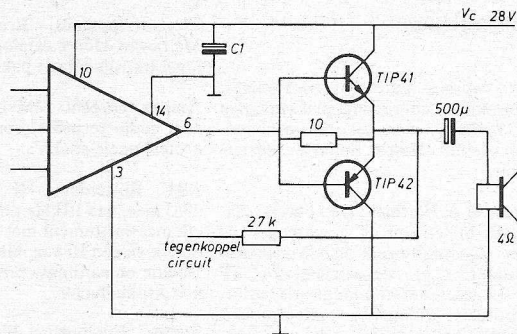 Vc 28V
10
C1
TIP41
14
6
500µ
10
3
TIP42
27k
tegenkoppel
circuit
4Ω